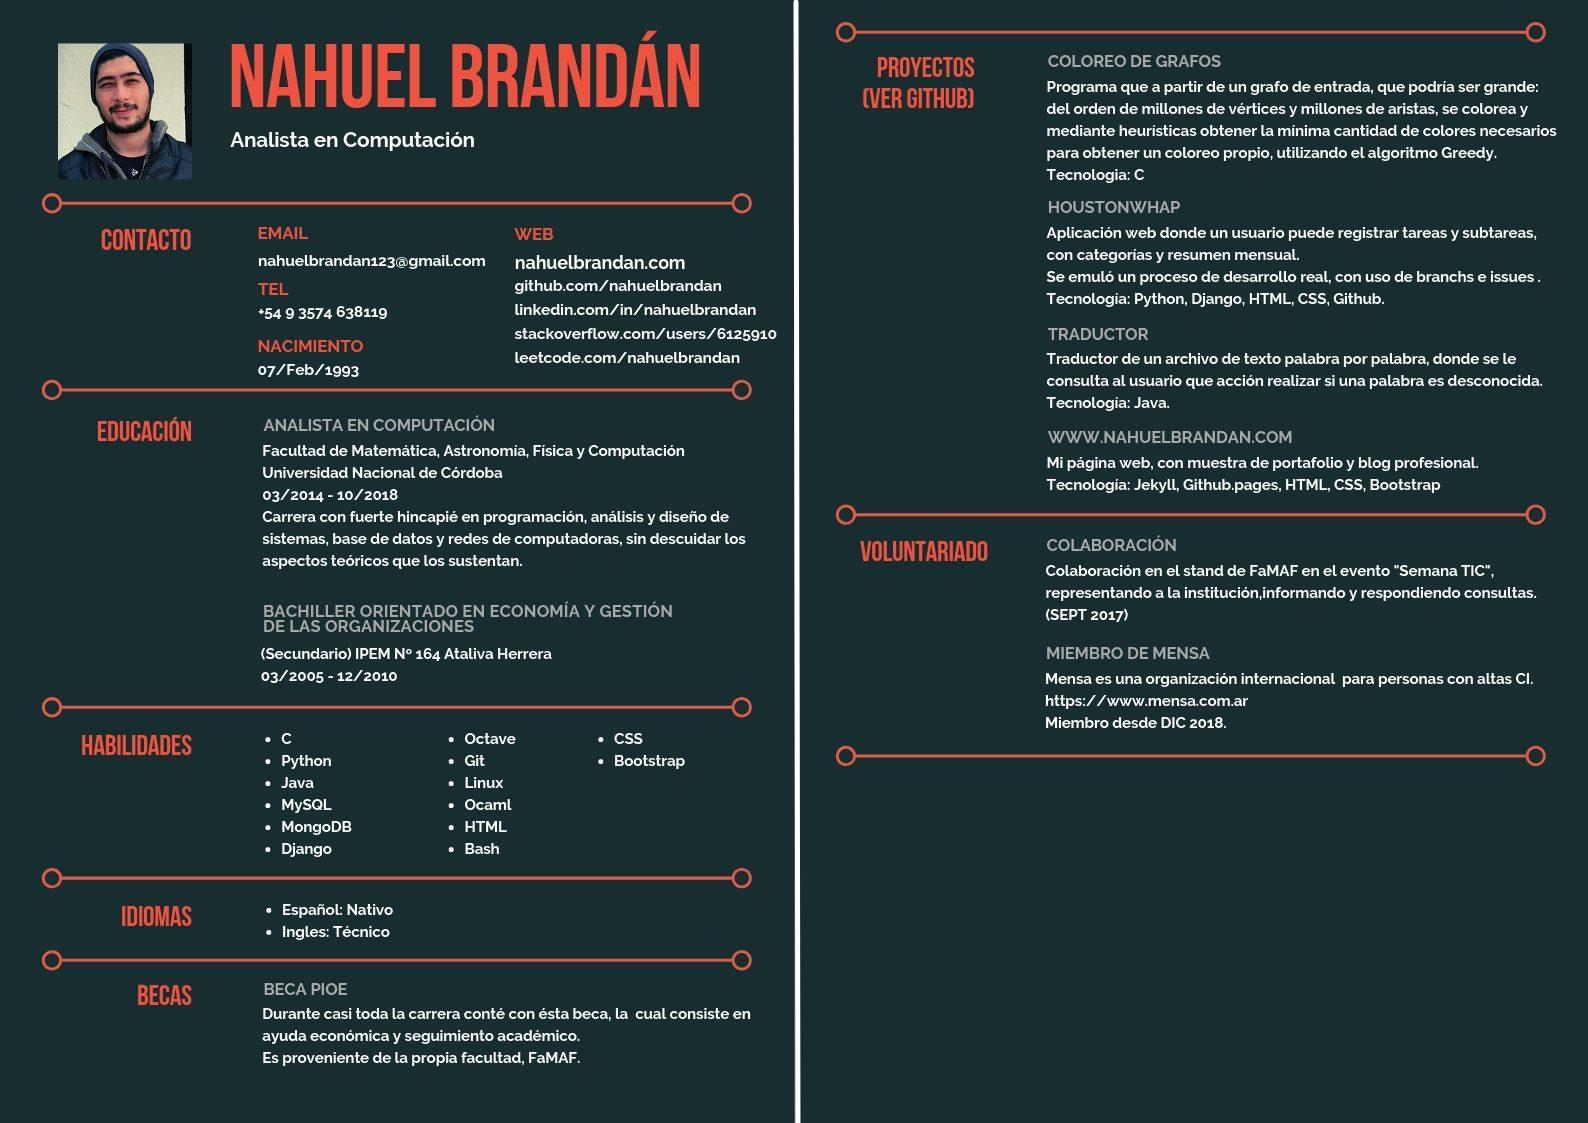 NAHUEL BRANDÁN
Analista en Computación
CONTACTO
EMAIL
nahuelbrandan123@gmail.com
TEL
+54 9 3574 638119
NACIMIENTO
07/Feb/1993
WEB
nahuelbrandan.com
github.com/nahuelbrandan
linkedin.com/in/nahuelbrandan
stackoverflow.com/users/6125910
leetcode.com/nahuelbrandan
EDUCACIÓN
ANALISTA EN COMPUTACIÓN
Facultad de Matemática, Astronomía, Física y Computación
Universidad Nacional de Córdoba
03/2014 - 10/2018
Carrera con fuerte hincapié en programación, análisis y diseño de
sistemas, base de datos y redes de computadoras, sin descuidar los
aspectos teóricos que los sustentan.
BACHILLER ORIENTADO EN ECONOMÍA Y GESTIÓN
DE LAS ORGANIZACIONES
(Secundario) IPEM Nº 164 Ataliva Herrera
03/2005 - 12/2010
HABILIDADES
• C
• Python
• Java
• MySQL
• MongoDB
• Django
• Octave
• Git
• Linux
• Ocaml
• HTML
• Bash
• CSS
• Bootstrap
IDIOMAS
• Español: Nativo
• Ingles: Técnico
BECAS
BECA PIOE
Durante casi toda la carrera conté con ésta beca, la  cual consiste en
ayuda económica y seguimiento académico.
Es proveniente de la propia facultad, FaMAF.
PROYECTOS
(VER GITHUB)
COLOREO DE GRAFOS
Programa que a partir de un grafo de entrada, que podría ser grande:
del orden de millones de vértices y millones de aristas, se colorea y
mediante heurísticas obtener la mínima cantidad de colores necesarios
para obtener un coloreo propio, utilizando el algoritmo Greedy.
Tecnologia: C
HOUSTONWHAP
Aplicación web donde un usuario puede registrar tareas y subtareas,
con categorías y resumen mensual.
Se emuló un proceso de desarrollo real, con uso de branchs e issues .
Tecnología: Python, Django, HTML, CSS, Github.
TRADUCTOR
Traductor de un archivo de texto palabra por palabra, donde se le
consulta al usuario que acción realizar si una palabra es desconocida.
Tecnología: Java.
WWW.NAHUELBRANDAN.COM
Mi página web, con muestra de portafolio y blog profesional.
Tecnología: Jekyll, Github.pages, HTML, CSS, Bootstrap
VOLUNTARIADO
COLABORACIÓN
Colaboración en el stand de FaMAF en el evento "Semana TIC",
representando a la institución,informando y respondiendo consultas.
(SEPT 2017)
MIEMBRO DE MENSA
Mensa es una organización internacional  para personas con altas CI.
https://www.mensa.com.ar
Miembro desde DIC 2018.